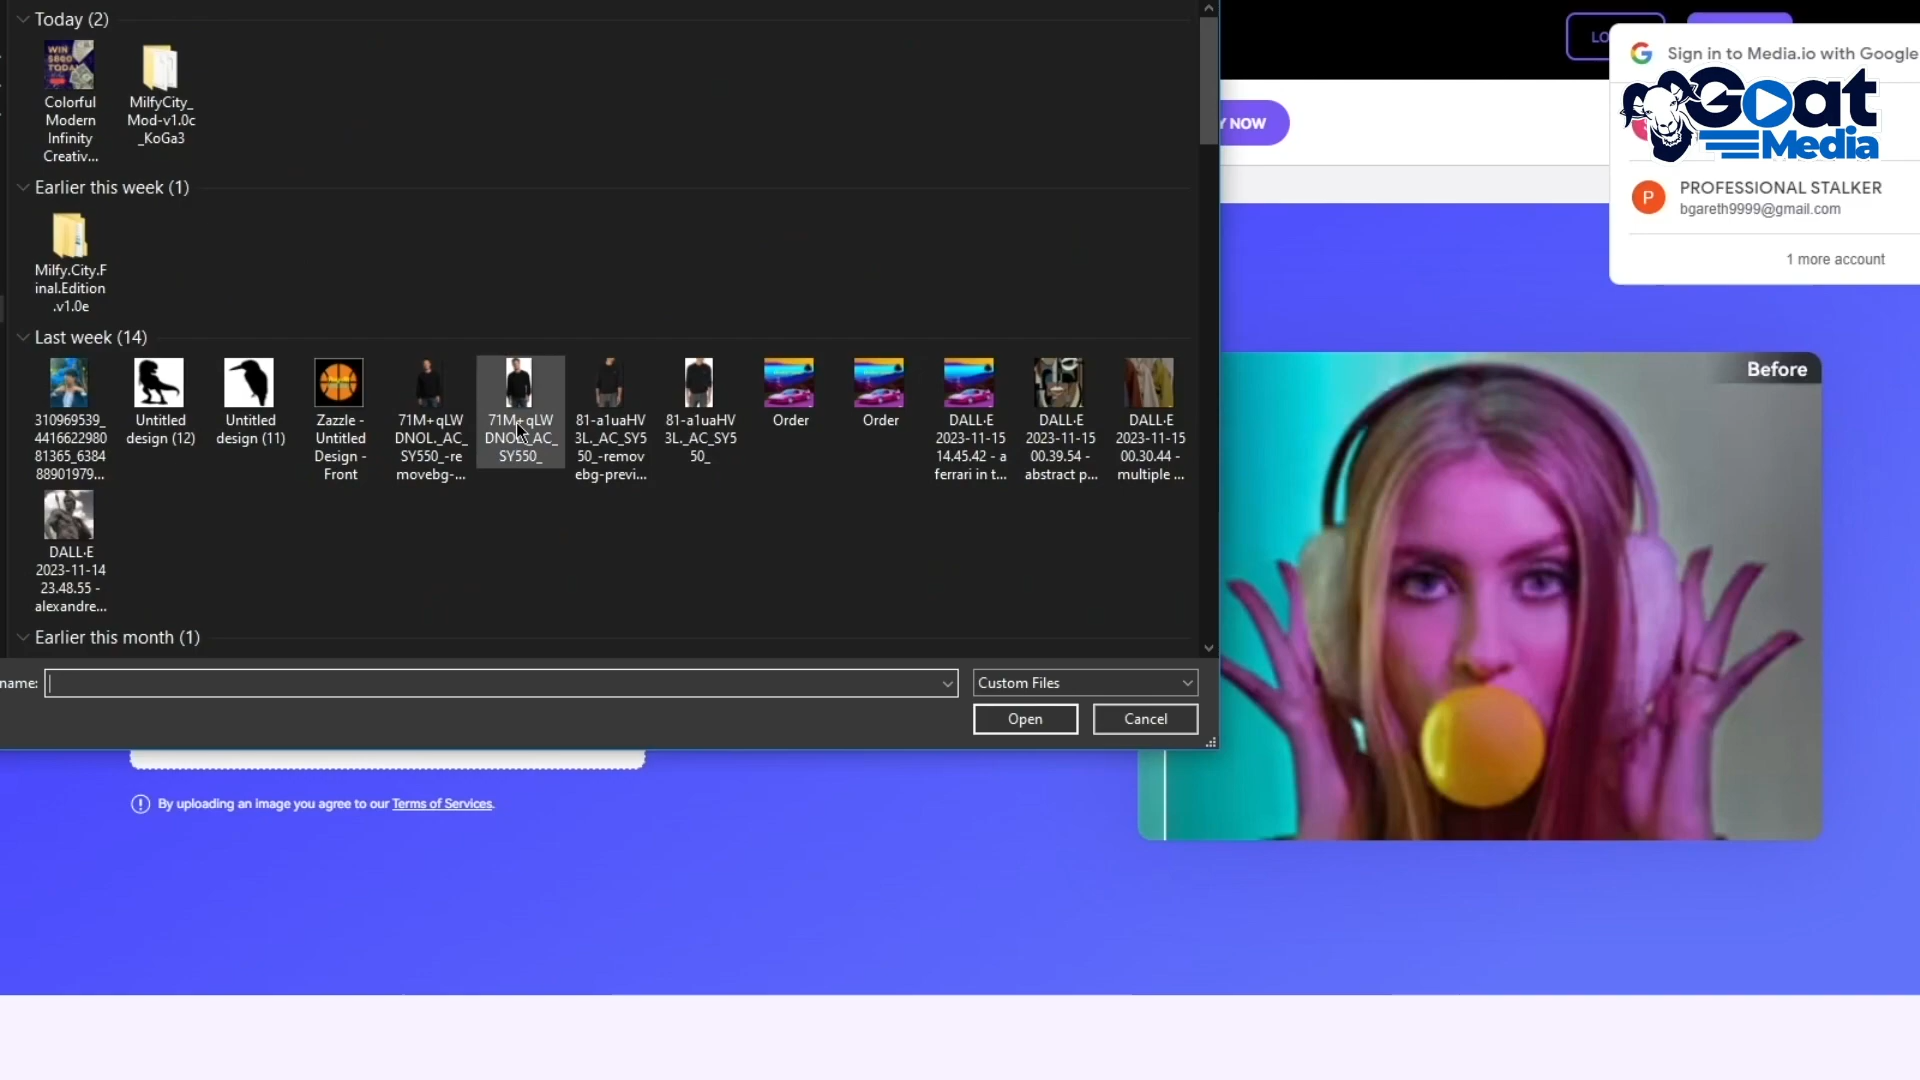 Today (2)
WIN
$600
TODAY
Colorful
Modern
Infinity
Creativ...
MilfyCity_
Mod-v1.0c
_KoGa3
Earlier this week (1)
Milfy.City.F
inal.Edition
.v1.0e
Last week (14)
310969539_
4416622980
81365_6384
88901979...
Untitled
design (12)
Untitled
design (11)
Zazzle -
Untitled
Design -
Front
71M+qLW
DNOL._AC_
SY550_-re
movebg-...
71M+qLW
DNOL._AC_
SY550_
81-a1uaHV
3L._AC_SY5
50_-remov
ebg-previ...
81-a1uaHV
3L._AC_SY5
50_
Order
Order
DALL·E
2023-11-15
14.45.42 - a
ferrari in t...
DALL·E
2023-11-15
00.39.54 -
abstract p...
DALL·E
2023-11-15
00.30.44 -
multiple ...
DALL·E
2023-11-14
23.48.55 -
alexandre...
Earlier this month (1)
name:
Custom Files
Open
Cancel
By uploading an image you agree to our Terms of Services.
LO
Y NOW
Sign in to Media.io with Google
Goat
Media
P
PROFESSIONAL STALKER
bgareth9999@gmail.com
1 more account
Before